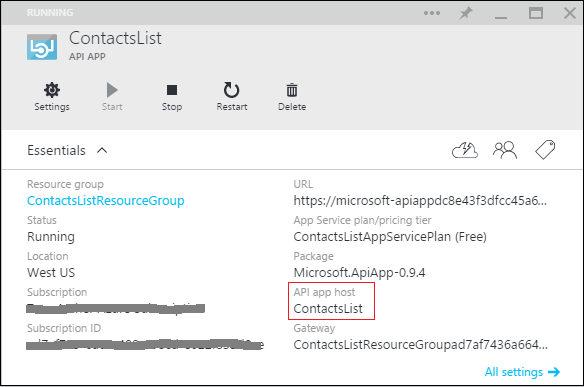 RUNNING
ContactsList
API APP
Settings
Start
Stop
Restart
Delete
Essentials
Resource group
ContactsListResourceGroup
Status
Running
Location
West US
Subscription
Subscription ID
URL
https://microsoft-apiappdc8e43f3dfcc45a6...
App Service plan/pricing tier
ContactsListAppServicePlan (Free)
Package
Microsoft.ApiApp-0.9.4
API app host
ContactsList
Gateway
ContactsListResourceGroupad7af7436a664...
All settings